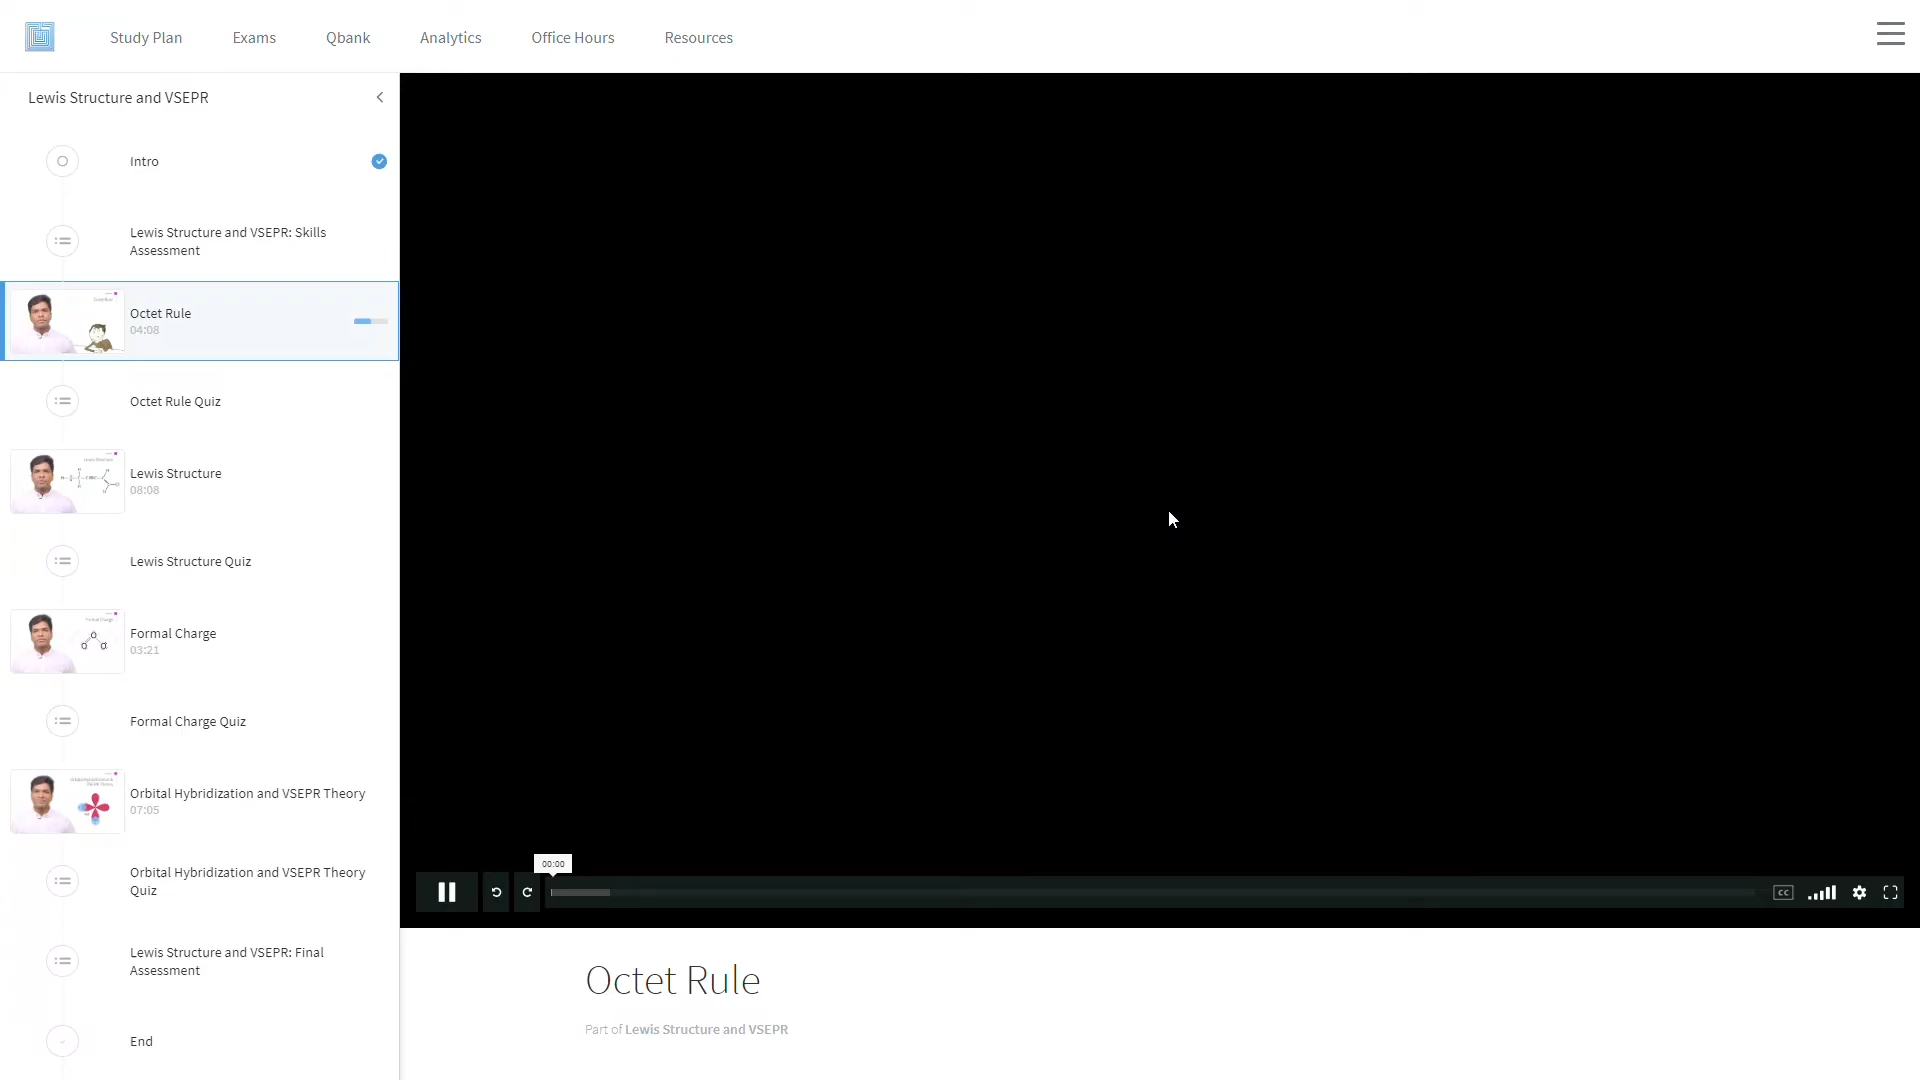 Study Plan
Exams
Qbank
Analytics
Office Hours
Resources
Lewis Structure and VSEPR
Intro
Lewis Structure and VSEPR: Skills
Assessment
Octet Rule
04:08
Octet Rule Quiz
Lewis Structure
08:08
Lewis Structure Quiz
Formal Charge
03:21
Formal Charge Quiz
Orbital Hybridization and VSEPR Theory
07:05
Orbital Hybridization and VSEPR Theory
Quiz
Lewis Structure and VSEPR: Final
Assessment
End
00:00
CC
Octet Rule
Part of Lewis Structure and VSEPR